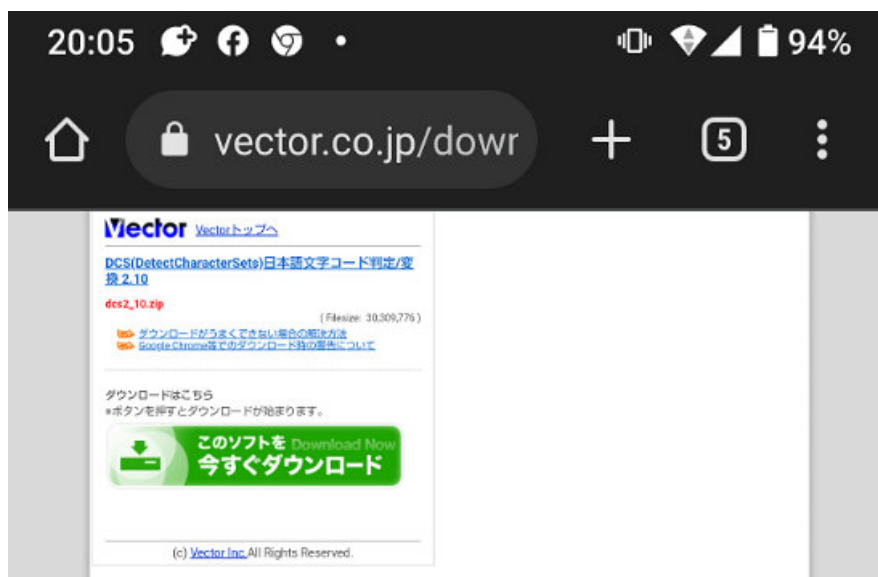 20:05
94%
vector.co.jp/dowr
5
Vector Vectorトップへ
DCS(DetectCharacterSets)日本語文字コード判定/変
換 2.10
dcs2_10.zip
( Filesize: 30,309,776 )
ダウンロードがうまくできない場合の解決方法
Google Chrome等でのダウンロード時の警告について
ダウンロードはこちら
※ボタンを押すとダウンロードが始まります。
このソフトを Download Now
今すぐダウンロード
(c) Vector Inc.All Rights Reserved.